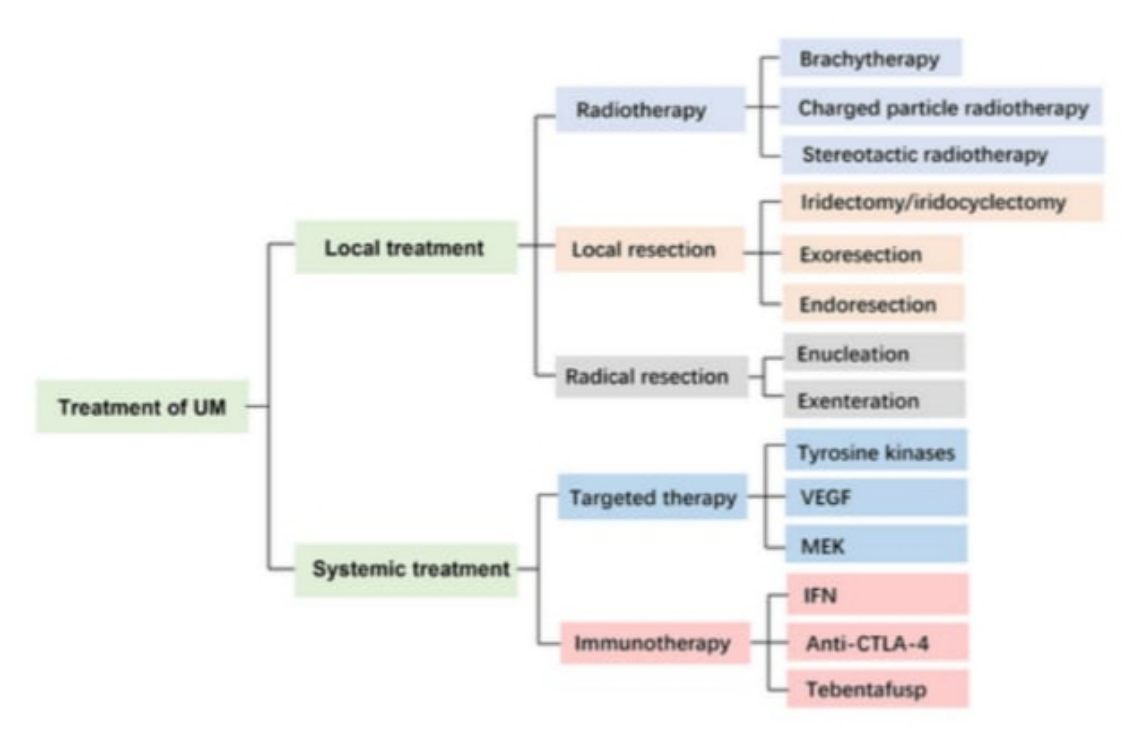 Treatment of UM
Local treatment
Radiotherapy
Brachytherapy
Charged particle radiotherapy
Stereotactic radiotherapy
Local resection
Iridectomy/iridocyclectomy
Exoresection
Endoresection
Radical resection
Enucleation
Exenteration
Systemic treatment
Targeted therapy
Tyrosine kinases
VEGF
MEK
Immunotherapy
IFN
Anti-CTLA-4
Tebentafusp